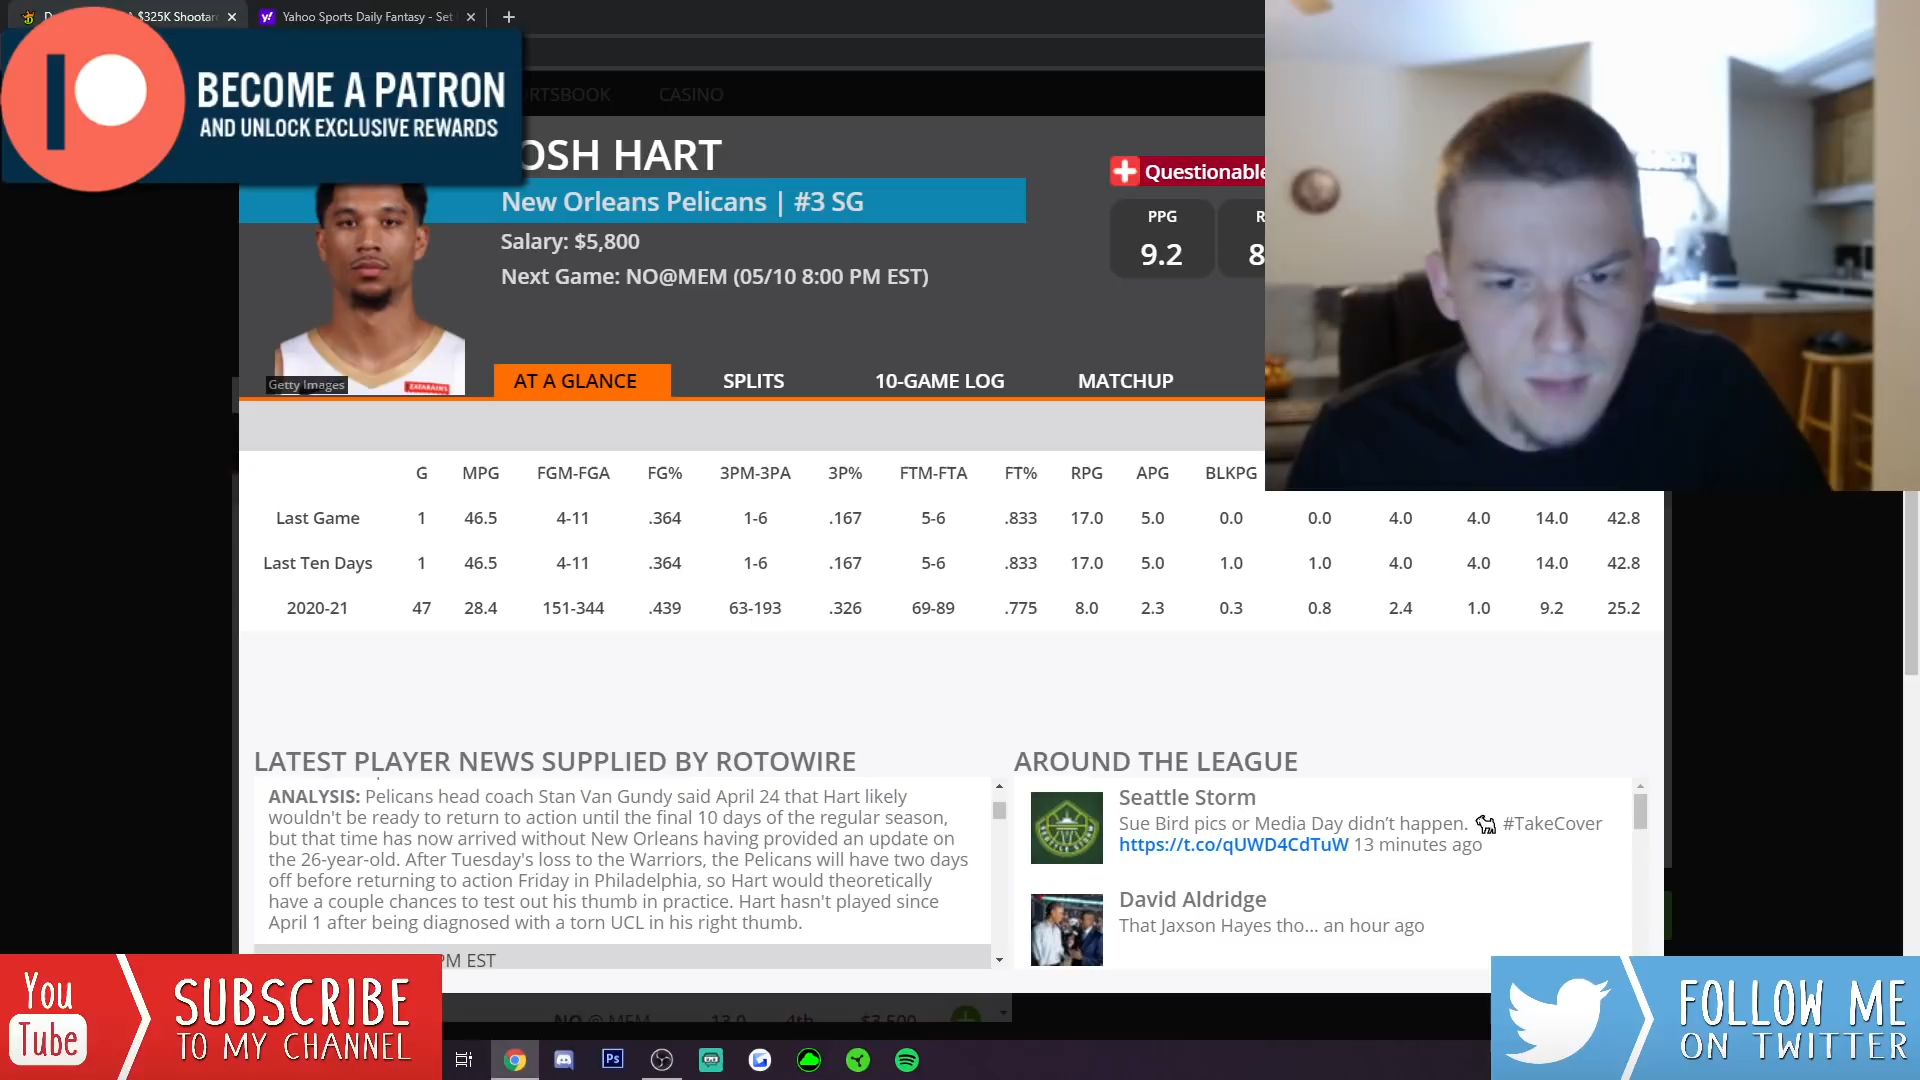 $325K Shootar
Yahoo Sports Daily Fantasy - Set
BECOME A PATRON
AND UNLOCK EXCLUSIVE REWARDS
RTSBOOK
CASINO
OSH HART
New Orleans Pelicans | #3 SG
Salary: $5,800
Next Game: NO@MEM (05/10 8:00 PM EST)
Questionable
PPG
9.2
R
8
Getty Images
AT A GLANCE
SPLITS
10-GAME LOG
MATCHUP
G MPG FGM-FGA FG% 3PM-3PA 3P% FTM-FTA FT% RPG APG BLKPG
Last Game 1 46.5 4-11 .364 1-6 .167 5-6 .833 17.0 5.0 0.0 0.0 4.0 4.0 14.0 42.8
Last Ten Days 1 46.5 4-11 .364 1-6 .167 5-6 .833 17.0 5.0 1.0 1.0 4.0 4.0 14.0 42.8
2020-21 47 28.4 151-344 .439 63-193 .326 69-89 .775 8.0 2.3 0.3 0.8 2.4 1.0 9.2 25.2
LATEST PLAYER NEWS SUPPLIED BY ROTOWIRE
ANALYSIS: Pelicans head coach Stan Van Gundy said April 24 that Hart likely
wouldn't be ready to return to action until the final 10 days of the regular season,
but that time has now arrived without New Orleans having provided an update on
the 26-year-old. After Tuesday's loss to the Warriors, the Pelicans will have two days
off before returning to action Friday in Philadelphia, so Hart would theoretically
have a couple chances to test out his thumb in practice. Hart hasn't played since
April 1 after being diagnosed with a torn UCL in his right thumb.
PM EST
AROUND THE LEAGUE
Seattle Storm
Sue Bird pics or Media Day didn't happen. #TakeCover
https://t.co/qUWD4CdTuW 13 minutes ago
David Aldridge
That Jaxson Hayes tho... an hour ago
NO @ MEM 13.0 4th $3,500
You
Tube
SUBSCRIBE
TO MY CHANNEL
Ps
FOLLOW ME
ON TWITTER